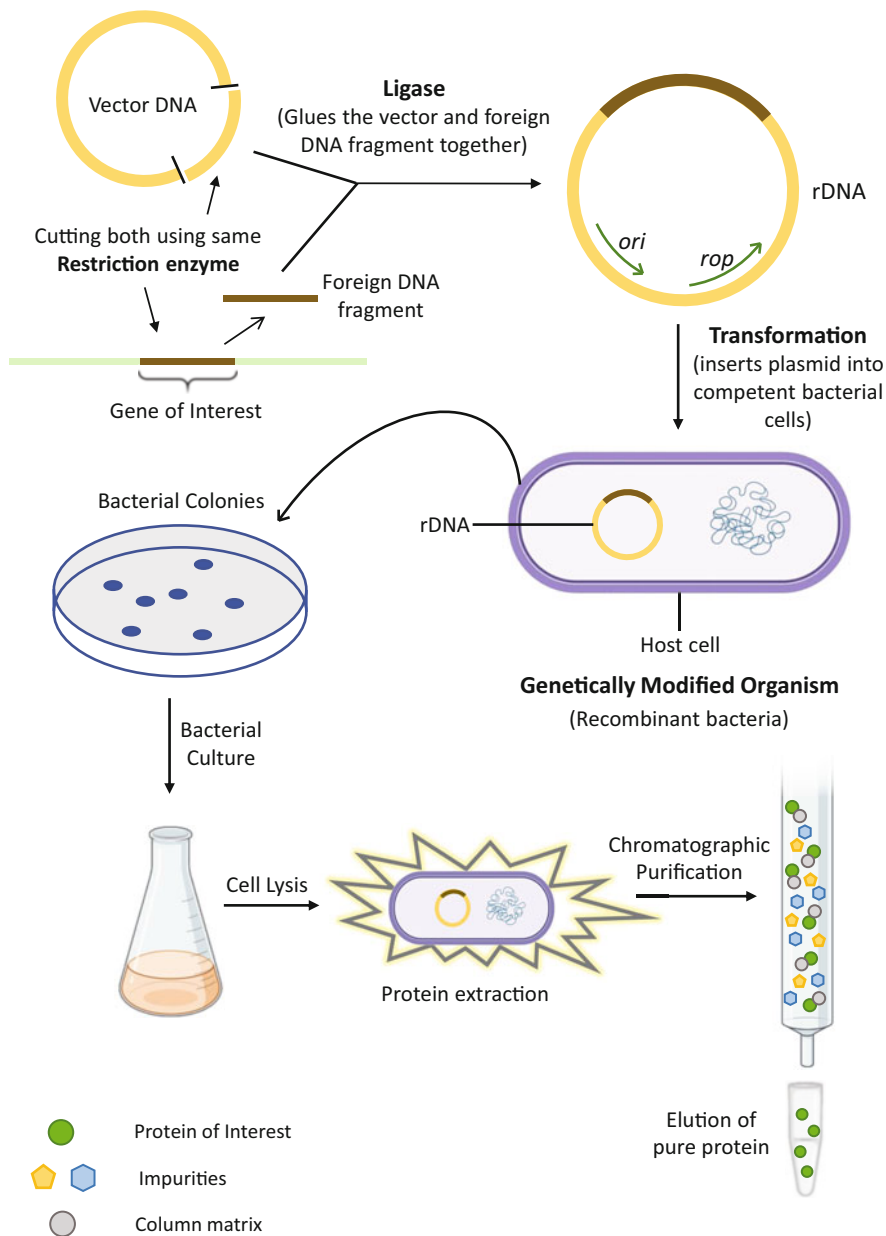 Vector DNA
Ligase
(Glues the vector and foreign
DNA fragment together)
rDNA
ori
rop
Cutting both using same
Restriction enzyme
Foreign DNA
fragment
Gene of Interest
Transformation
(inserts plasmid into
competent bacterial
cells)
Bacterial Colonies
rDNA
Host cell
Genetically Modified Organism
(Recombinant bacteria)
Bacterial
Culture
Cell Lysis
Protein extraction
Chromatographic
Purification
Elution of
pure protein
Protein of Interest
Impurities
Column matrix